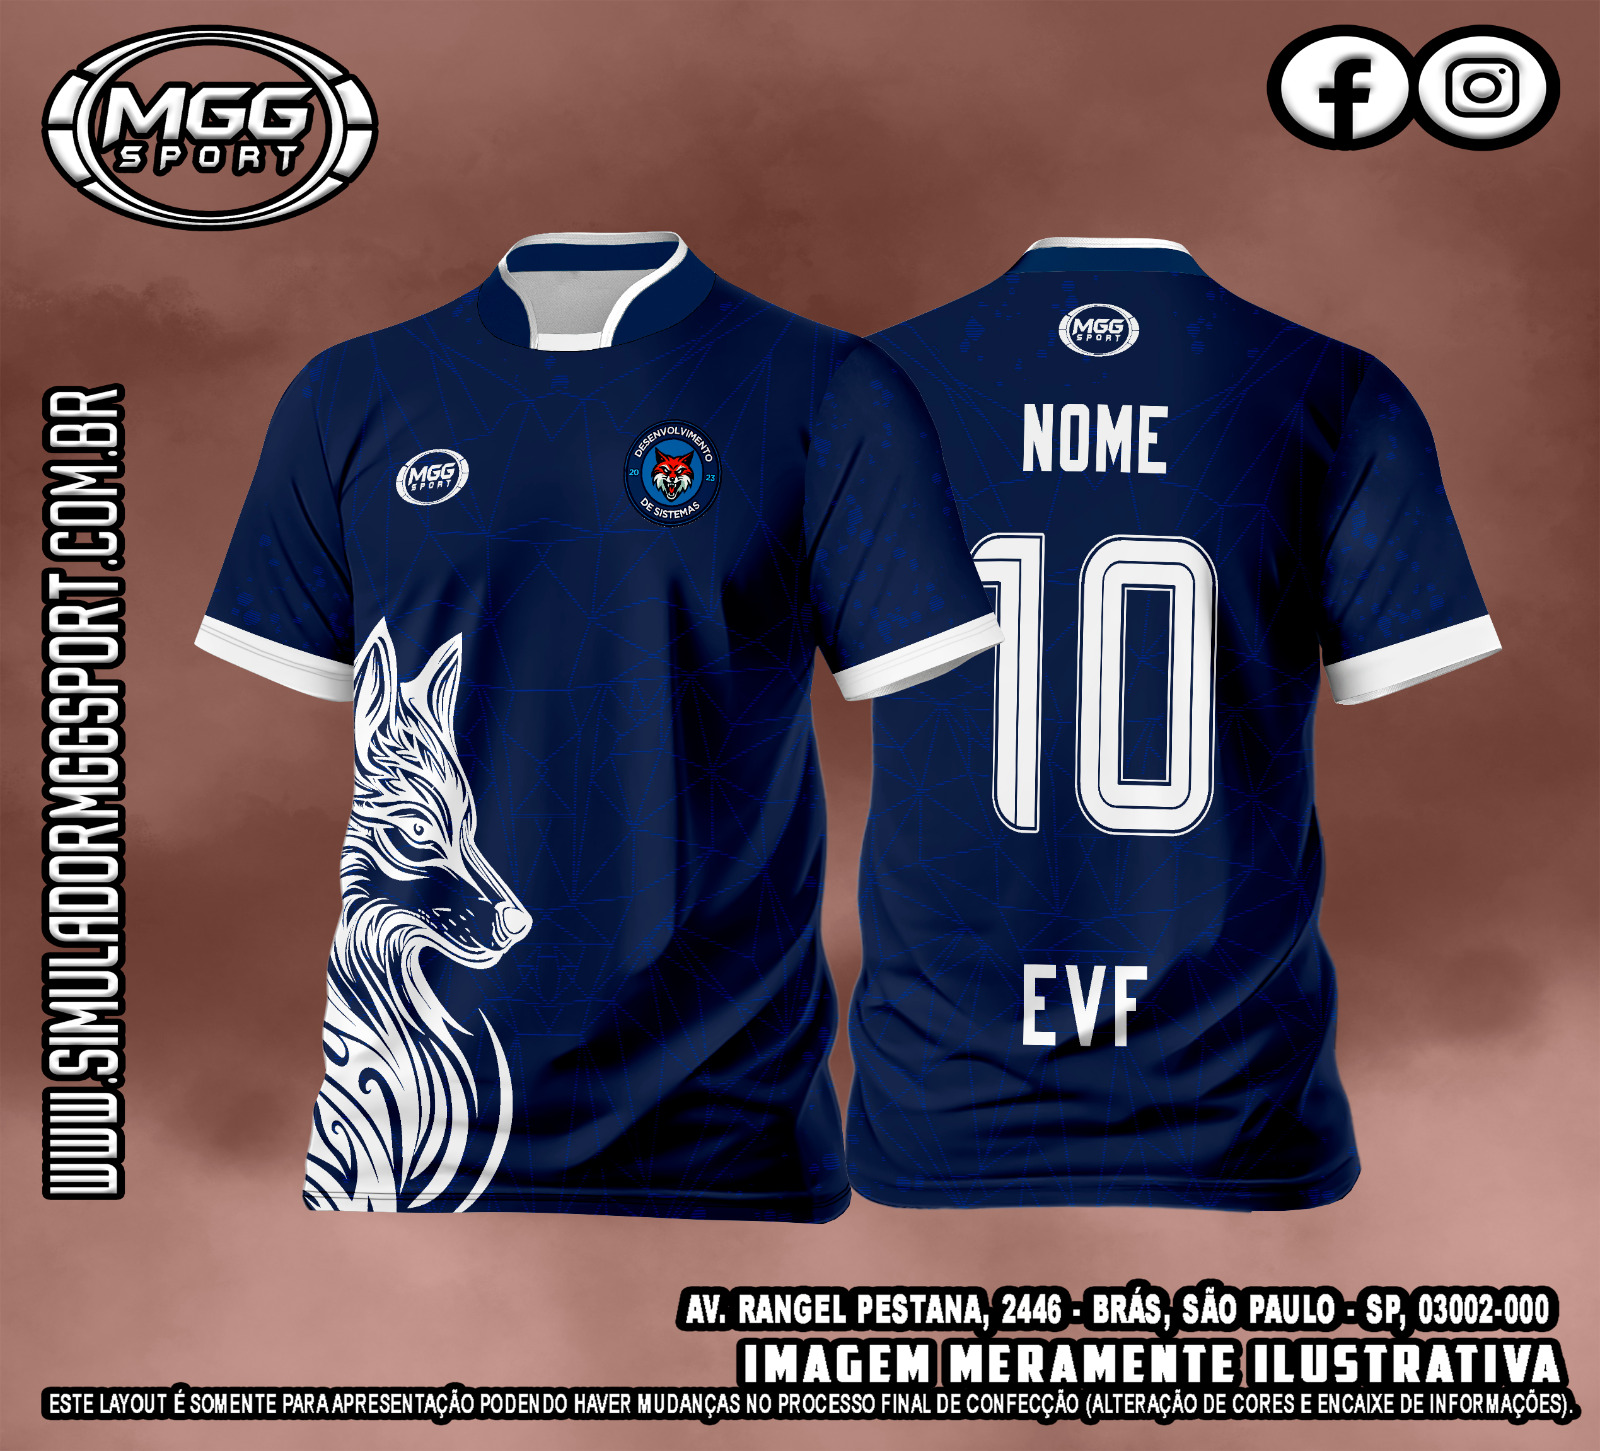 MGG
SPORT
WWW.SIMULADORMGGSPORT.COM.BR
MGG
SPORT
DESENVOLVIMENTO
20 23
DE SISTEMAS
MGG
SPORT
NOME
10
EVF
AV. RANGEL PESTANA, 2446 - BRÁS, SÃO PAULO - SP, 03002-000
IMAGEM MERAMENTE ILUSTRATIVA
ESTE LAYOUT É SOMENTE PARA APRESENTAÇÃO PODENDO HAVER MUDANÇAS NO PROCESSO FINAL DE CONFECÇÃO (ALTERAÇÃO DE CORES E ENCAIXE DE INFORMAÇÕES).